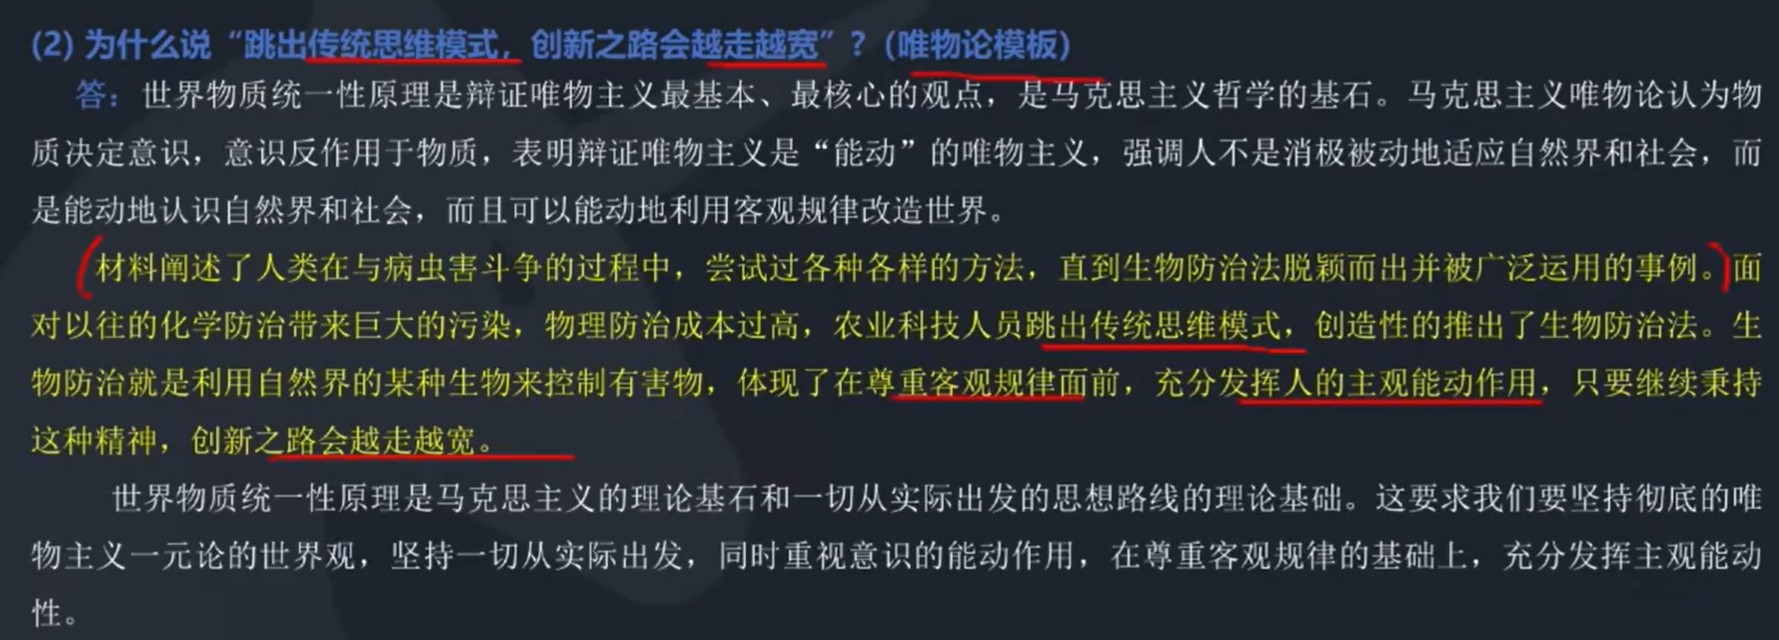 (2) 为什么说“跳出传统思维模式，创新之路会越走越宽”？(唯物论模板)
答：世界物质统一性原理是辩证唯物主义最基本、最核心的观点，是马克思主义哲学的基石。马克思主义唯物论认为物
质决定意识，意识反作用于物质，表明辩证唯物主义是“能动”的唯物主义，强调人不是消极被动地适应自然界和社会，而
是能动地认识自然界和社会，而且可以能动地利用客观规律改造世界。
材料阐述了人类在与病虫害斗争的过程中，尝试过各种各样的方法，直到生物防治法脱颖而出并被广泛运用的事例。面
对以往的化学防治带来巨大的污染，物理防治成本过高，农业科技人员跳出传统思维模式，创造性的推出了生物防治法。生
物防治就是利用自然界的某种生物来控制有害物，体现了在尊重客观规律面前，充分发挥人的主观能动作用，只要继续秉持
这种精神，创新之路会越走越宽。
世界物质统一性原理是马克思主义的理论基石和一切从实际出发的思想路线的理论基础。这要求我们要坚持彻底的唯
物主义一元论的世界观，坚持一切从实际出发，同时重视意识的能动作用，在尊重客观规律的基础上，充分发挥主观能动
性。